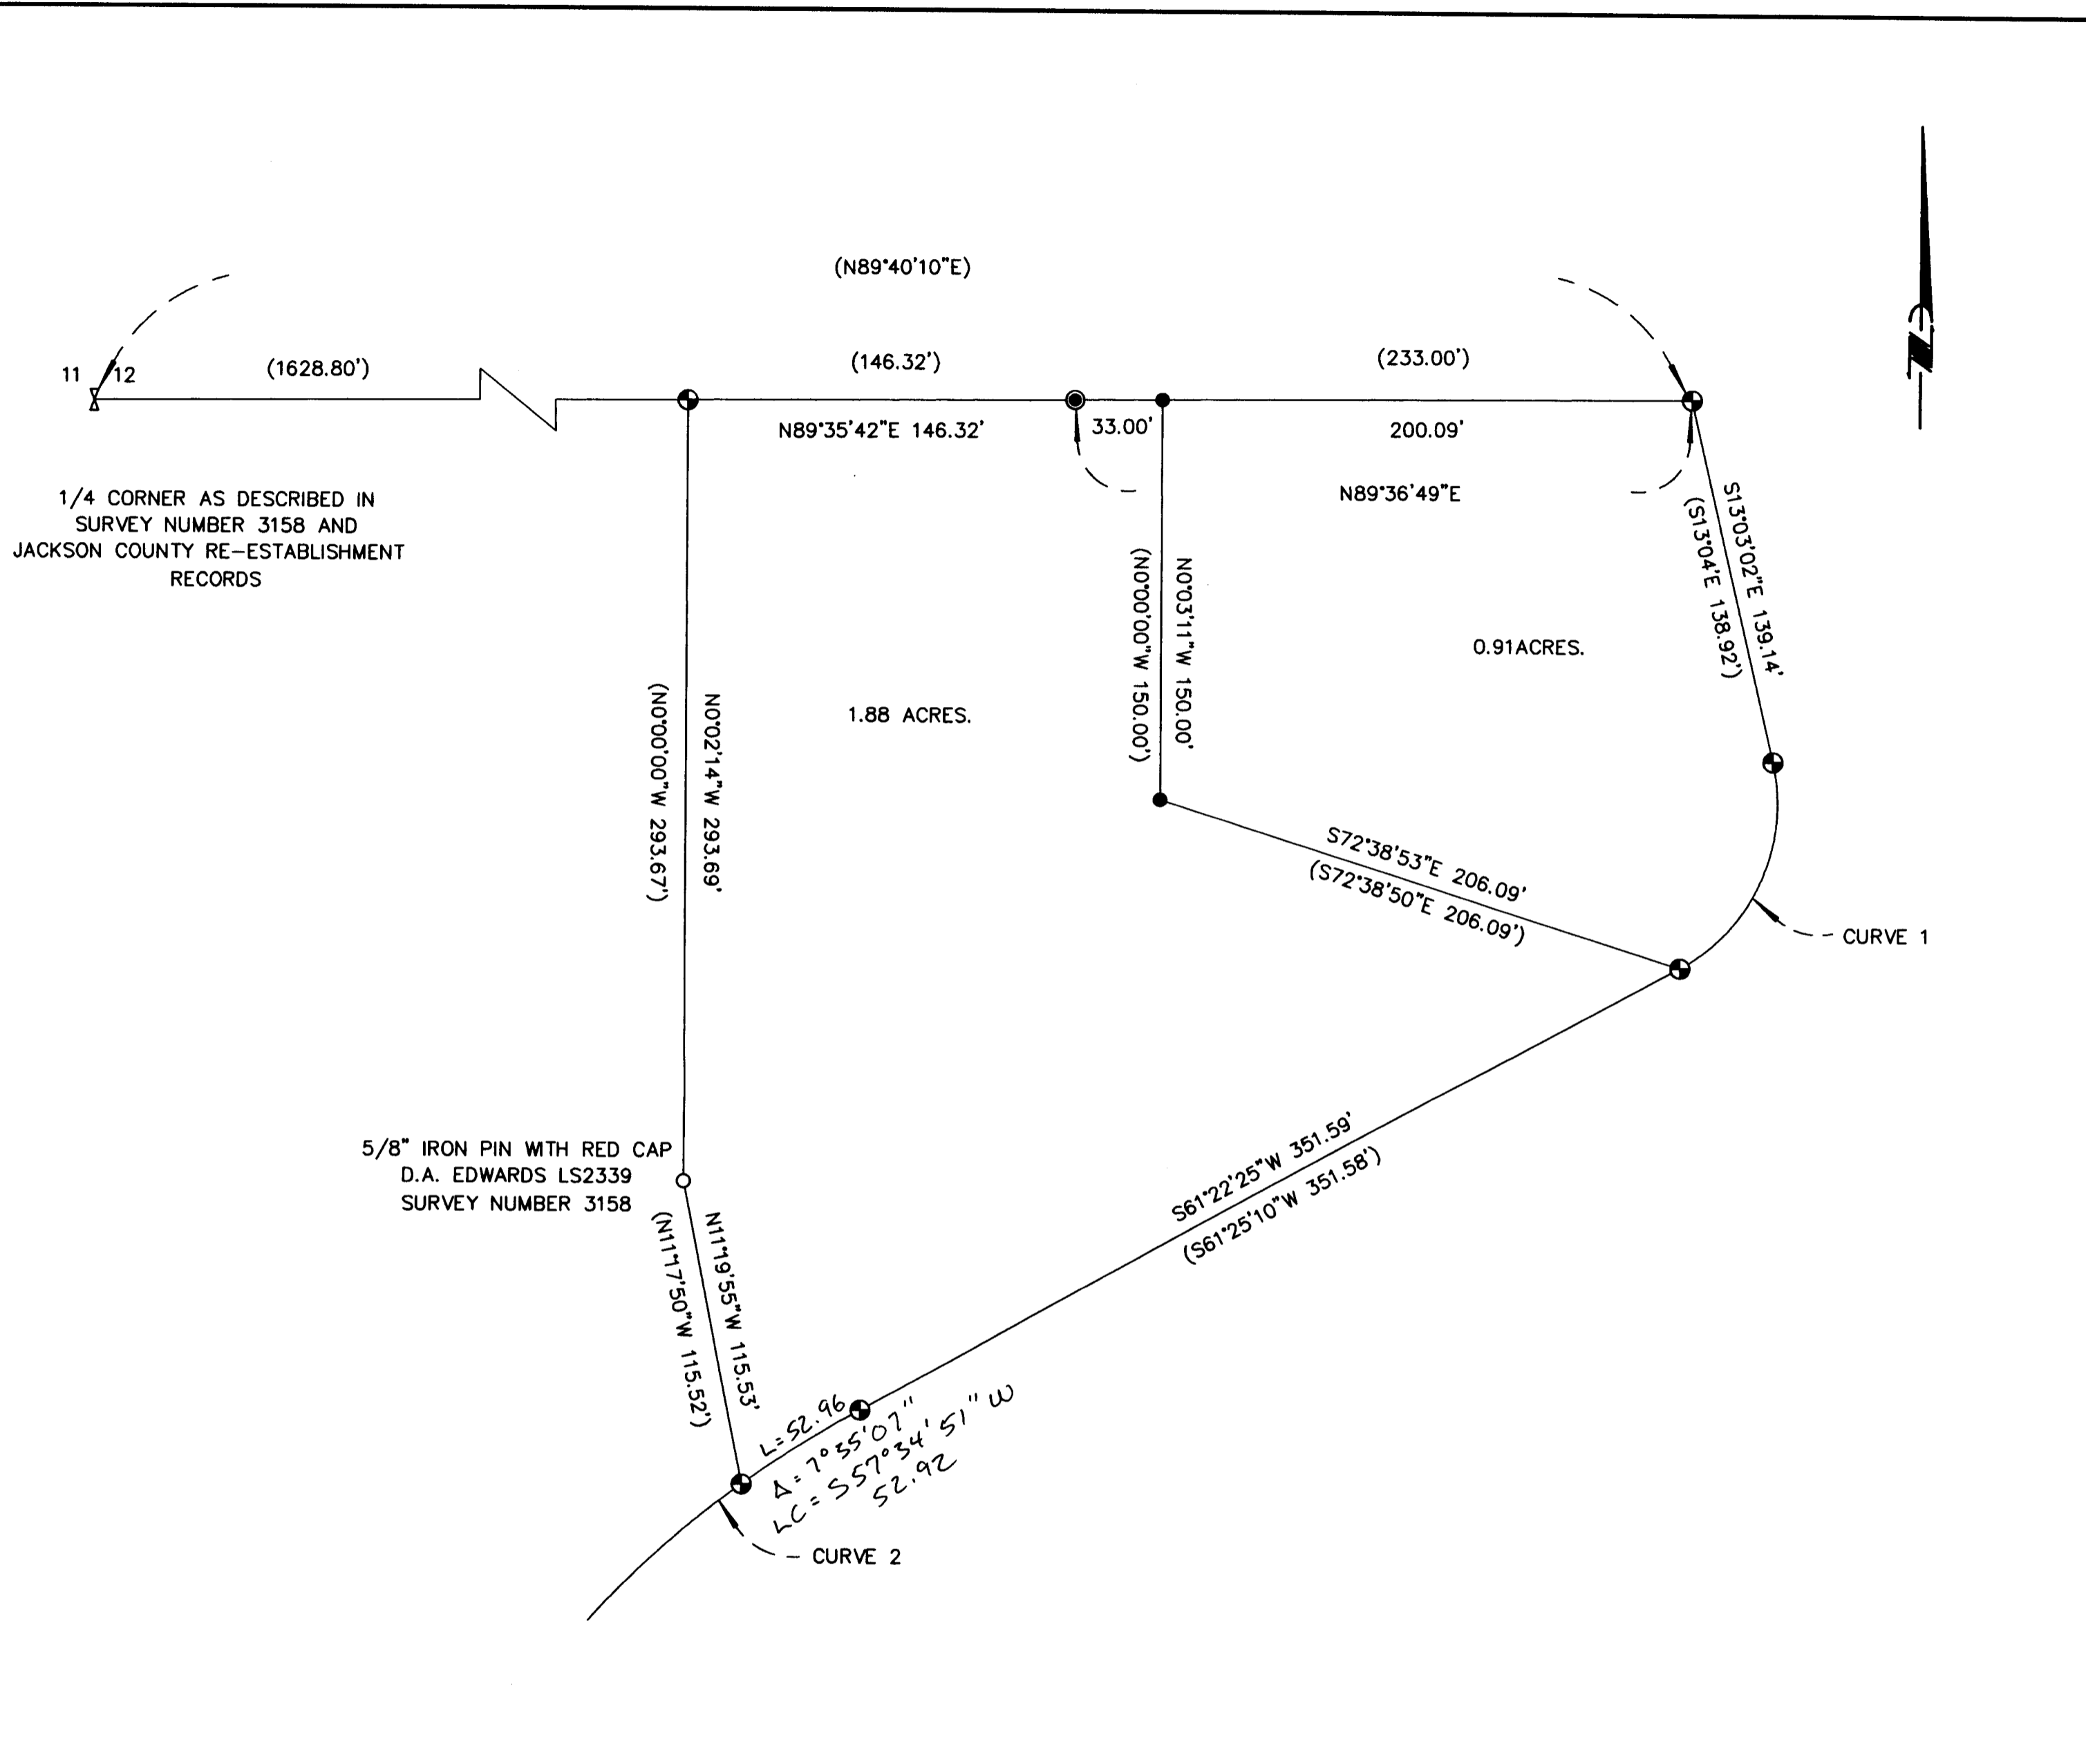 (N89°40'10"E)
11 12
(1628.80')
(146.32')
(233.00')
N89°35'42"E 146.32'
33.00'
200.09'
N89°36'49"E
N
1/4 CORNER AS DESCRIBED IN
SURVEY NUMBER 3158 AND
JACKSON COUNTY RE-ESTABLISHMENT
RECORDS
S13°03'02"E 139.14'
(S13°04'E 138.92')
(N0°00'00"W 150.00')
N0°03'11"W 150.00'
0.91ACRES.
1.88 ACRES.
(N0°00'00"W 293.67')
N0°02'14"W 293.69'
S72°38'53"E 206.09'
(S72°38'50"E 206.09')
CURVE 1
5/8" IRON PIN WITH RED CAP
D.A. EDWARDS LS2339
SURVEY NUMBER 3158
S61°22'25"W 351.59'
(S61°25'10"W 351.58')
(N11°17'50"W 115.52')
N11°19'55"W 115.53'
L=52.96
Δ=7°35'07"
LC=S57°34'51"W
52.92
CURVE 2